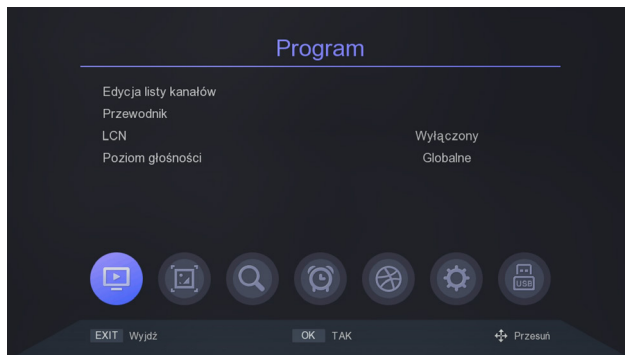 Program
Edycja listy kanałów
Przewodnik
LCN Wyłączony
Poziom głośności Globalne
USB
EXIT Wyjdź OK TAK Przesuń